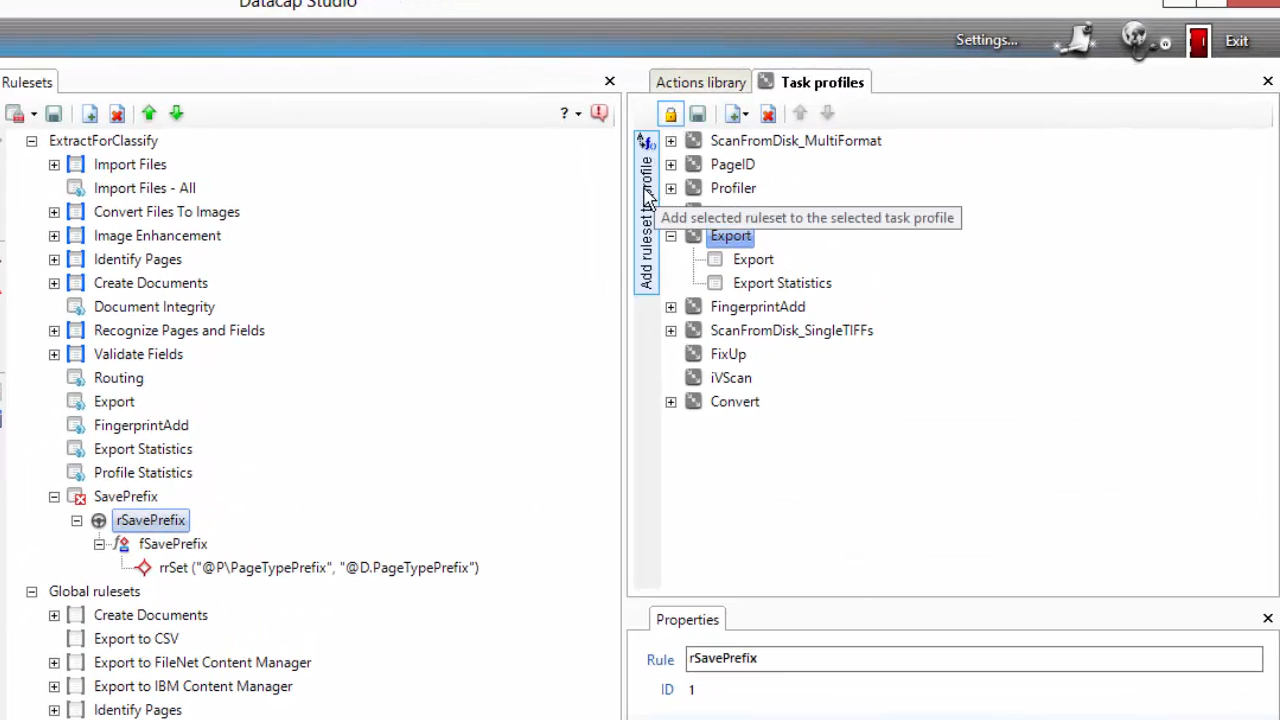 Datacap Studio
Settings...
Exit
Rulesets
ExtractForClassify
Import Files
Import Files - All
Convert Files To Images
Image Enhancement
Identify Pages
Create Documents
Document Integrity
Recognize Pages and Fields
Validate Fields
Routing
Export
FingerprintAdd
Export Statistics
Profile Statistics
SavePrefix
rSavePrefix
fSavePrefix
rrSet ("@P\PageTypePrefix", "@D.PageTypePrefix")
Global rulesets
Create Documents
Export to CSV
Export to FileNet Content Manager
Export to IBM Content Manager
Identify Pages
Actions library
Task profiles
Add ruleset
ScanFromDisk_MultiFormat
PageID
Profiler
Add selected ruleset to the selected task profile
Export
Export
Export Statistics
FingerprintAdd
ScanFromDisk_SingleTIFFs
FixUp
iVScan
Convert
Properties
Rule rSavePrefix
ID 1